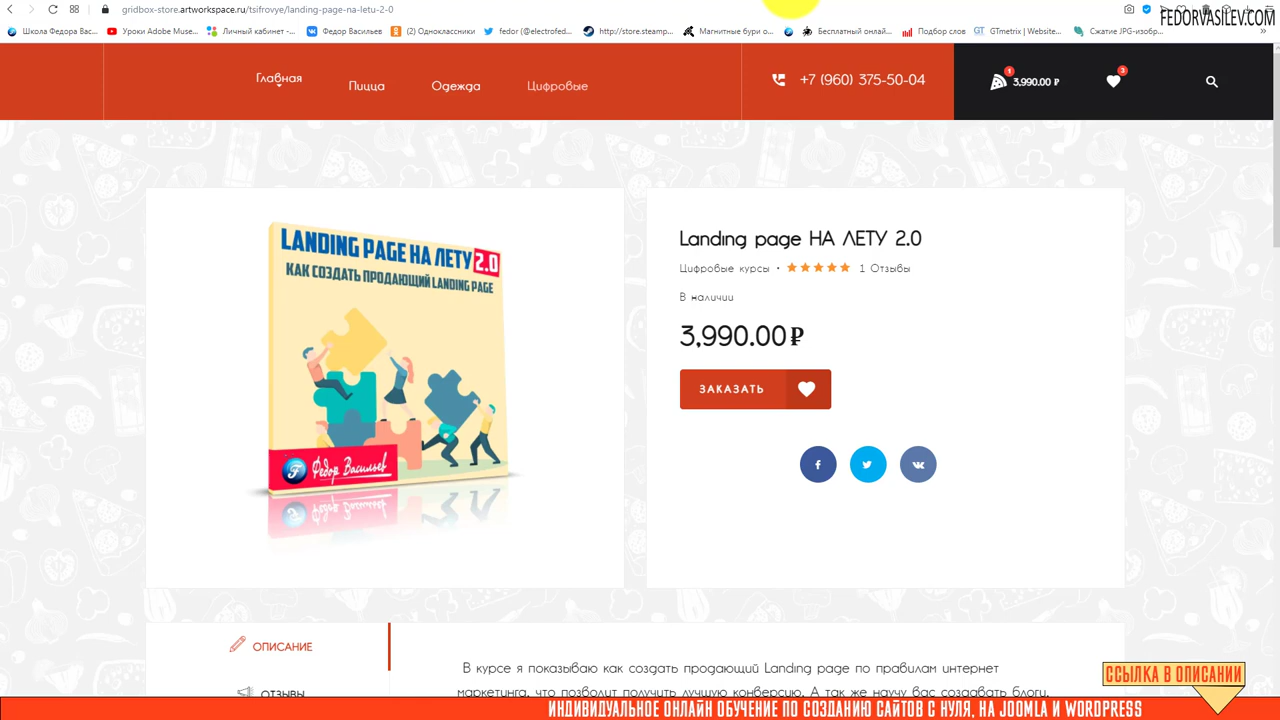 gridbox-store.artworkspace.ru/tsifrovye/landing-page-na-letu-2-0
FEDORVASILEV.COM
Школа Федора Вас...
Уроки Adobe Muse...
Личный кабинет -...
Федор Васильев
(2) Одноклассники
fedor (@electrofed...
http://store.steamp...
Магнитные бури о...
Бесплатный онлай...
Подбор слов
GTmetrix | Website...
Сжатие JPG-изобр...
»
Главная
Пицца
Одежда
Цифровые
+7 (960) 375-50-04
1
3,990.00 ₽
3
LANDING PAGE НА ЛЕТУ 2.0
КАК СОЗДАТЬ ПРОДАЮЩИЙ LANDING PAGE
F Федор Васильев
Landing page НА ЛЕТУ 2.0
Цифровые курсы • 1 Отзывы
В наличии
3,990.00 ₽
ЗАКАЗАТЬ
ОПИСАНИЕ
ОТЗЫВЫ
В курсе я показываю как создать продающий Landing page по правилам интернет
маркетинга, что позволит получить лучшую конверсию. А так же научу вас создавать блоги,
ССЫЛКА В ОПИСАНИИ
ИНДИВИДУАЛЬНОЕ ОНЛАЙН ОБУЧЕНИЕ ПО СОЗДАНИЮ САЙТОВ С НУЛЯ, НА JOOMLA И WORDPRESS